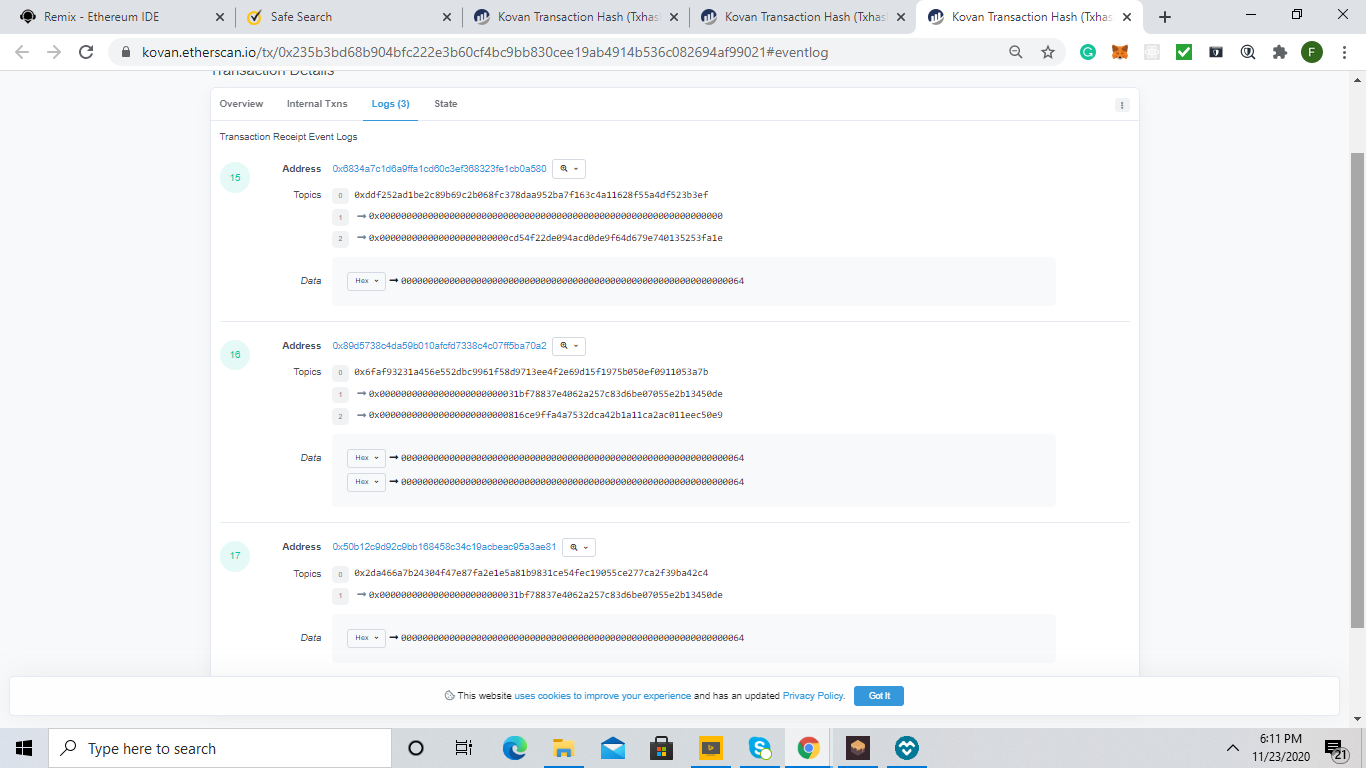 Remix - Ethereum IDE
Safe Search
Kovan Transaction Hash (Txhas
Kovan Transaction Hash (Txhas
Kovan Transaction Hash (Txhas
kovan.etherscan.io/tx/0x235b3bd68b904bfc222e3b60cf4bc9bb830cee19ab4914b536c082694af99021#eventlog
F
Transaction Details
Overview Internal Txns Logs (3) State
Transaction Receipt Event Logs
15 Address 0x6834a7c1d6a9ffa1cd60c3ef368323fe1cb0a580
Topics 0 0xddf252ad1be2c89b69c2b068fc378daa952ba7f163c4a11628f55a4df523b3ef
1 0x0000000000000000000000000000000000000000000000000000000000000000
2 0x000000000000000000000000cd54f22de094acd0de9f64d679e740135253fa1e
Data Hex 0000000000000000000000000000000000000000000000000000000000000064
16 Address 0x89d5738c4da59b010afcfd7338c4c07ff5ba70a2
Topics 0 0x6faf93231a456e552dbc9961f58d9713ee4f2e69d15f1975b050ef0911053a7b
1 0x00000000000000000000000031bf78837e4062a257c83d6be07055e2b13450de
2 0x000000000000000000000000816ce9ffa4a7532dca42b1a11ca2ac011eec50e9
Data Hex 0000000000000000000000000000000000000000000000000000000000000064
Hex 0000000000000000000000000000000000000000000000000000000000000064
17 Address 0x50b12c9d92c9bb168458c34c19acbeac95a3ae81
Topics 0 0x2da466a7b24304f47e87fa2e1e5a81b9831ce54fec19055ce277ca2f39ba42c4
1 0x00000000000000000000000031bf78837e4062a257c83d6be07055e2b13450de
Data Hex 0000000000000000000000000000000000000000000000000000000000000064
This website uses cookies to improve your experience and has an updated Privacy Policy. Got It
Type here to search
6:11 PM
11/23/2020
21